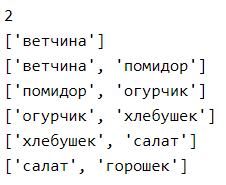 2
['ветчина']
['ветчина', 'помидор']
['помидор', 'огурчик']
['огурчик', 'хлебушек']
['хлебушек', 'салат']
['салат', 'горошек']